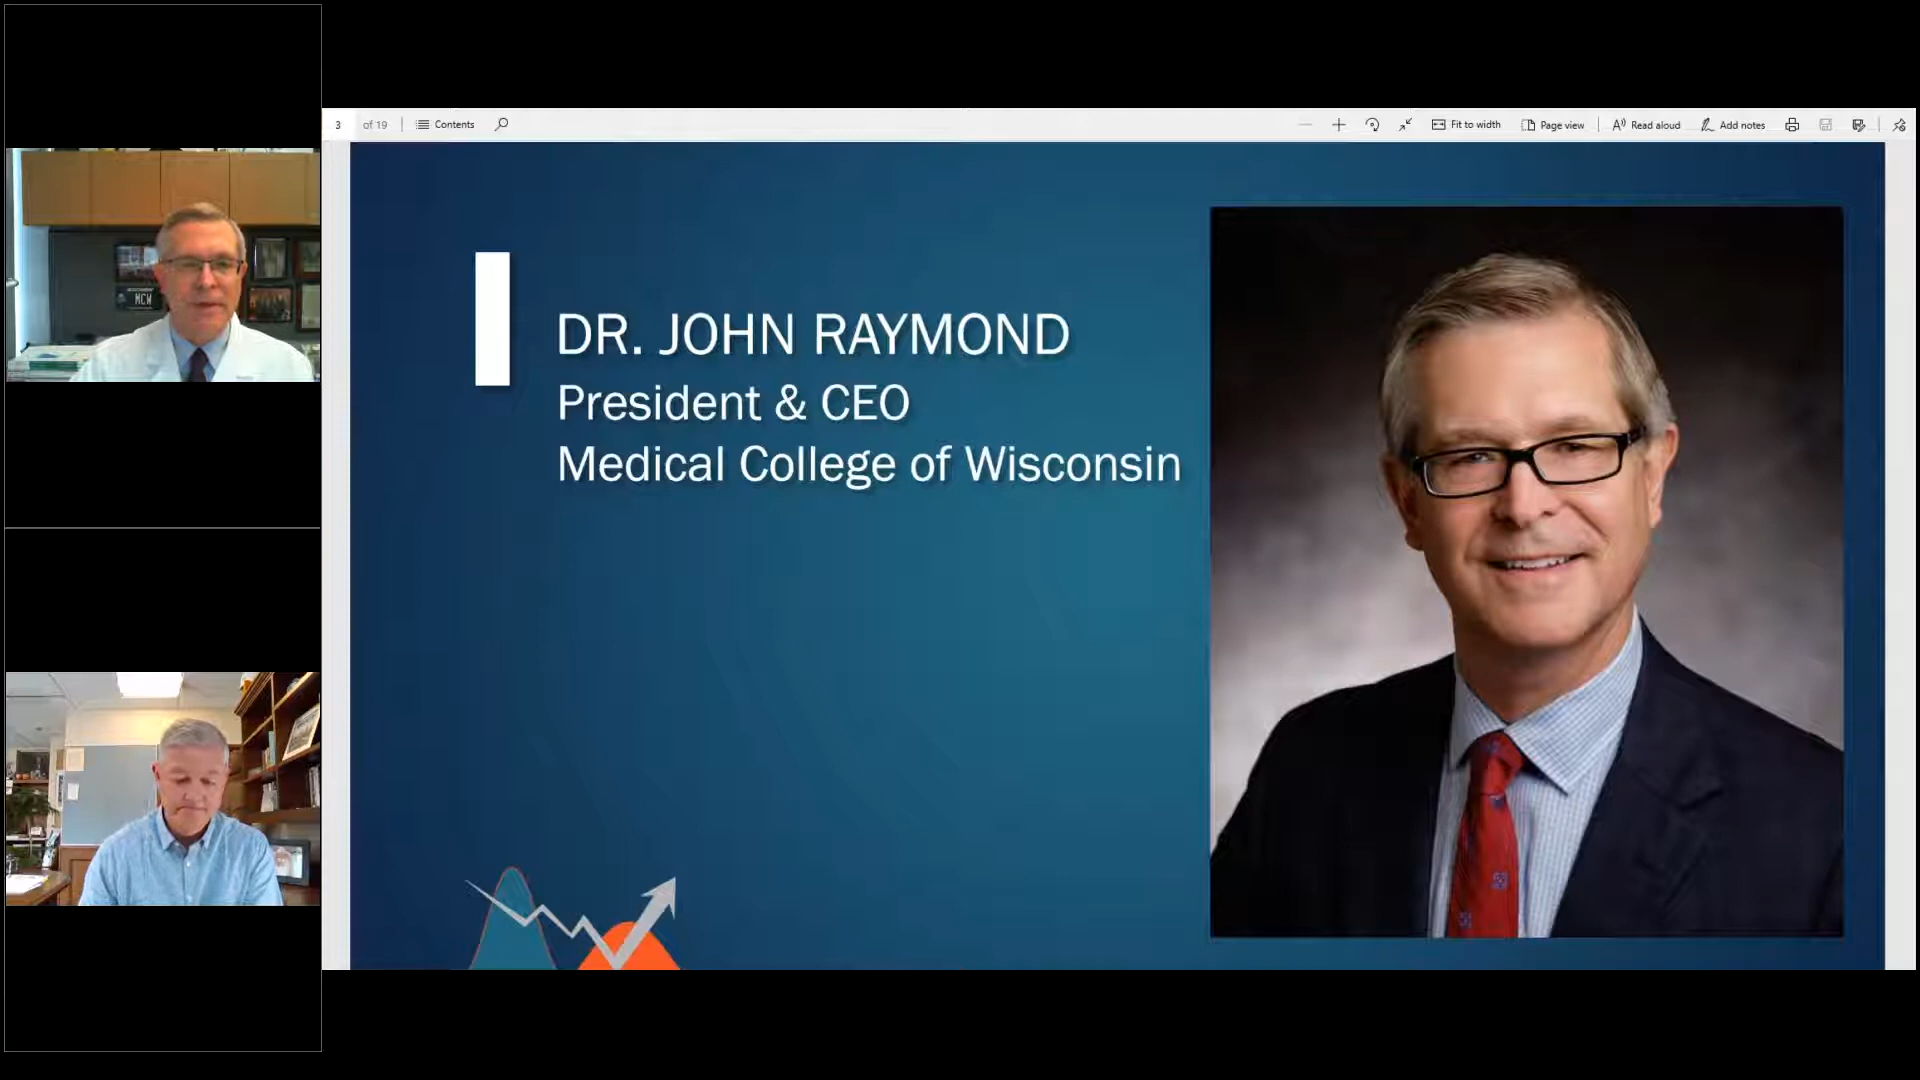 3 of 19 Contents Fit to width Page view Read aloud Add notes
MCW
DR. JOHN RAYMOND
President & CEO
Medical College of Wisconsin